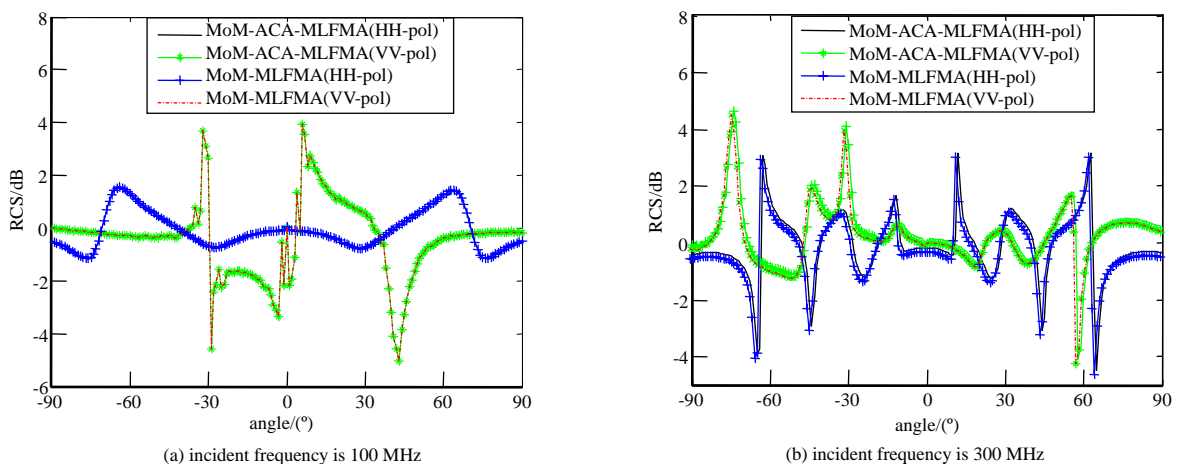 8
6
4
2
0
-2
-4
-6
RCS/dB
MoM-ACA-MLFMA(HH-pol)
MoM-ACA-MLFMA(VV-pol)
MoM-MLFMA(HH-pol)
MoM-MLFMA(VV-pol)
-90 -60 -30 0 30 60 90
angle/(º)
(a) incident frequency is 100 MHz
8
6
4
2
0
-2
-4
RCS/dB
MoM-ACA-MLFMA(HH-pol)
MoM-ACA-MLFMA(VV-pol)
MoM-MLFMA(HH-pol)
MoM-MLFMA(VV-pol)
-90 -60 -30 0 30 60 90
angle/(º)
(b) incident frequency is 300 MHz